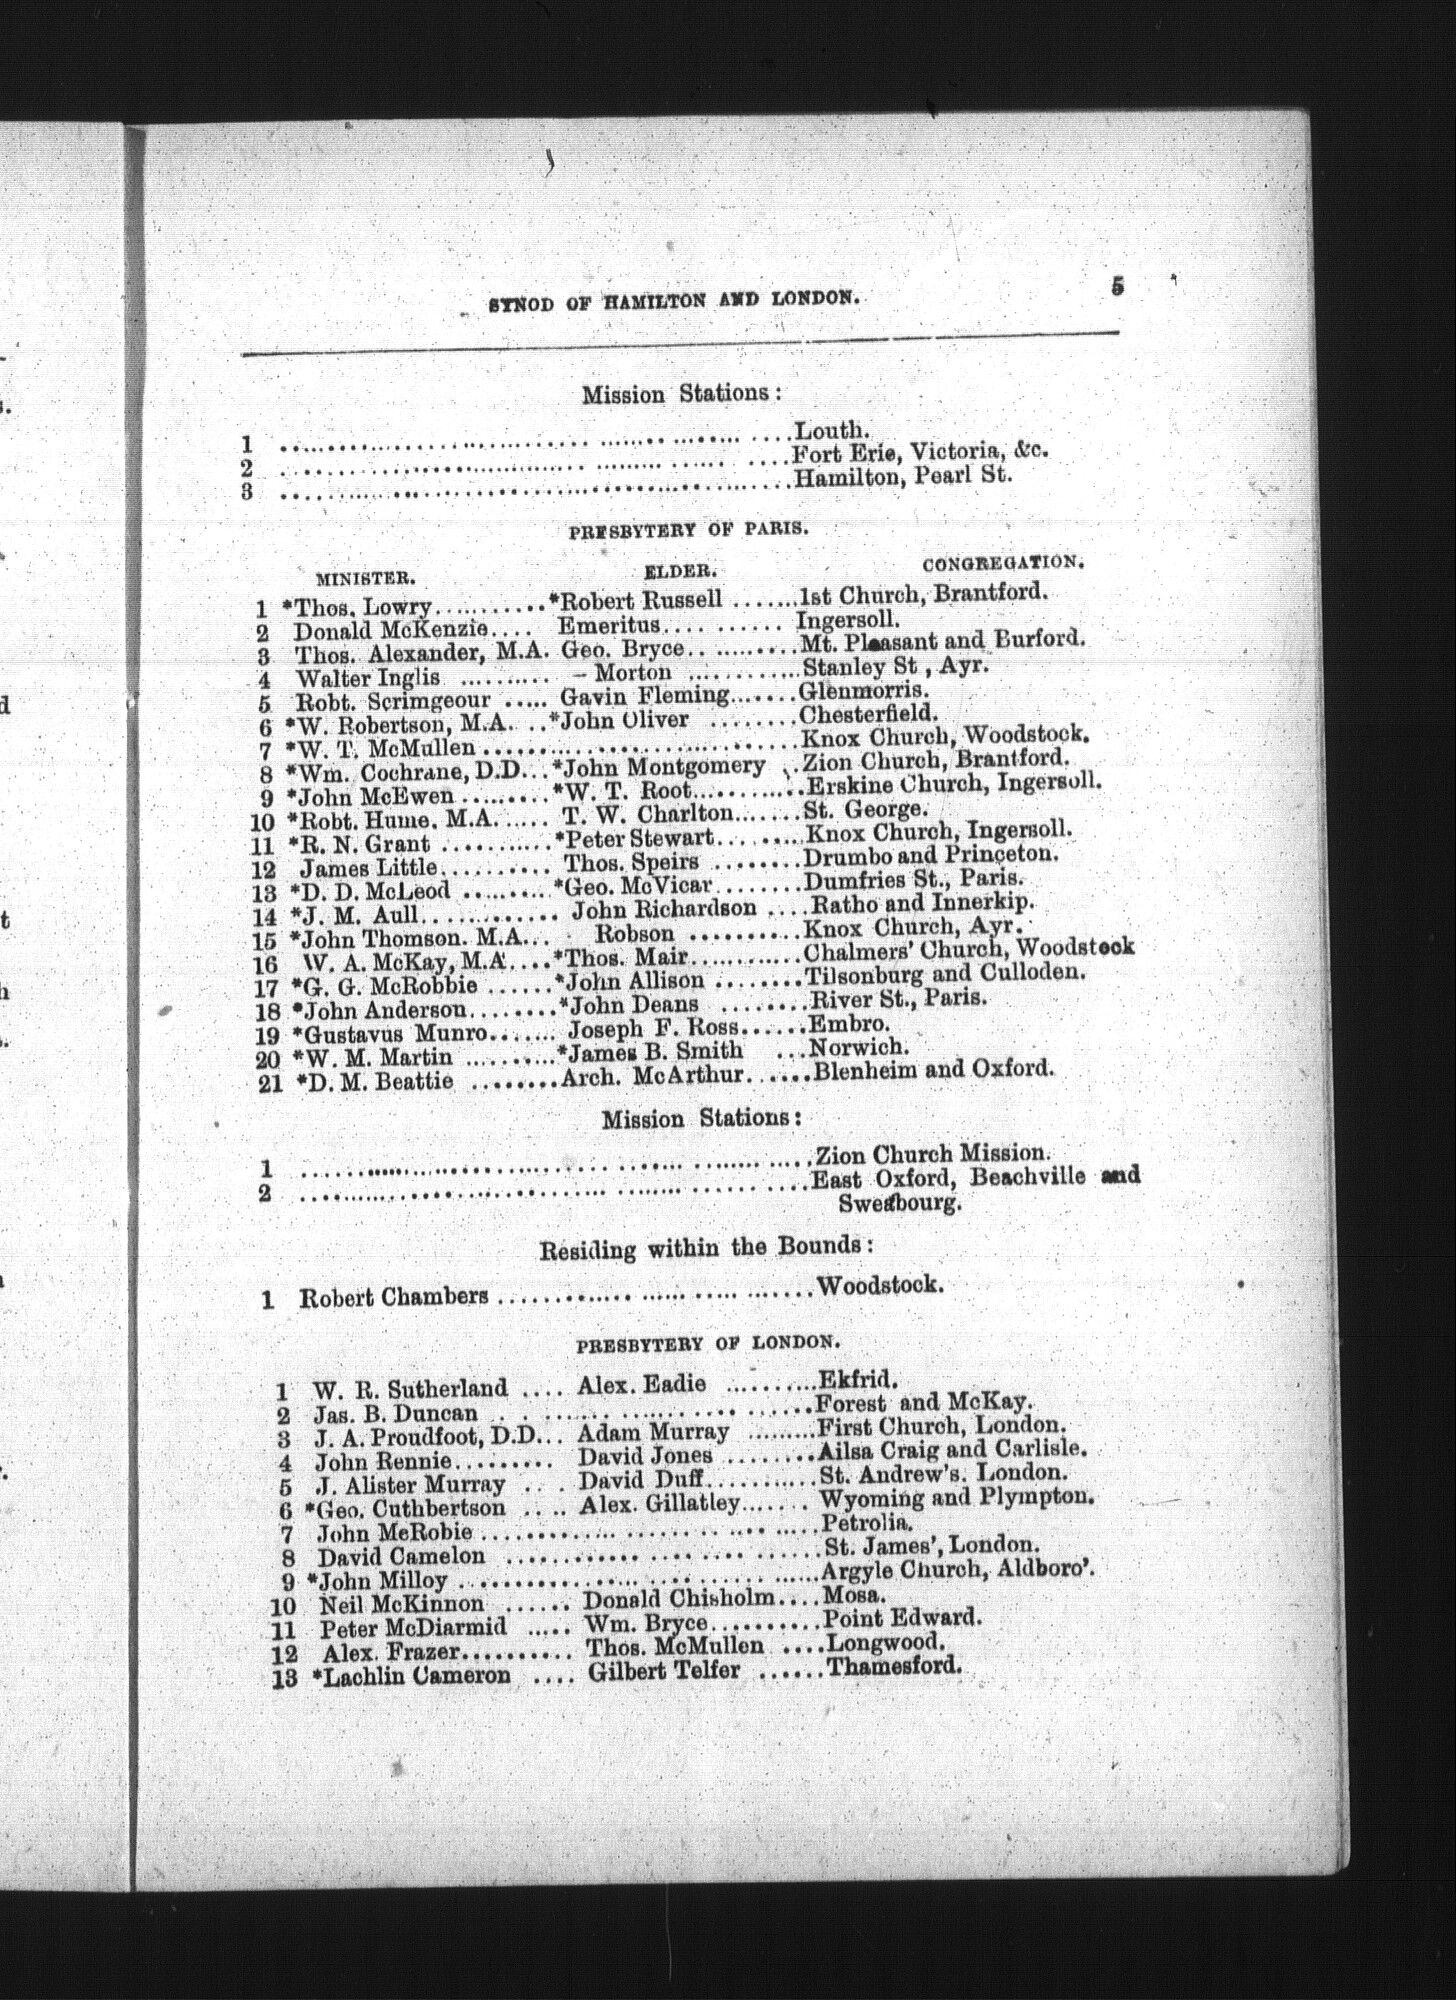 SYNOD OF HAMILTON AND LONDON. 5
Mission Stations:
1 .................... Louth.
2 .................... Fort Erie, Victoria, &c.
3 .................... Hamilton, Pearl St.
PRESBYTERY OF PARIS.
MINISTER. ELDER. CONGREGATION.
1 *Thos. Lowry.......... *Robert Russell ....... 1st Church, Brantford.
2 Donald McKenzie.... Emeritus.......... Ingersoll.
3 Thos. Alexander, M.A. Geo. Bryce.......... Mt. Pleasant and Burford.
4 Walter Inglis .......... – Morton .......... Stanley St, Ayr.
5 Robt. Scrimgeour ..... Gavin Fleming....... Glenmorris.
6 *W. Robertson, M.A. .. *John Oliver ........ Chesterfield.
7 *W. T. McMullen .................... Knox Church, Woodstock.
8 *Wm. Cochrane, D.D... *John Montgomery .. Zion Church, Brantford.
9 *John McEwen ......... *W. T. Root.......... Erskine Church, Ingersoll.
10 *Robt. Hume. M.A. ..... T. W. Charlton....... St. George.
11 *R. N. Grant .......... *Peter Stewart......... Knox Church, Ingersoll.
12 James Little.......... Thos. Speirs ........ Drumbo and Princeton.
13 *D. D. McLeod ......... *Geo. McVicar........ Dumfries St., Paris.
14 *J. M. Aull............ John Richardson .... Ratho and Innerkip.
15 *John Thomson. M.A... Robson .......... Knox Church, Ayr.
16 W. A. McKay, M.A.... *Thos. Mair.......... Chalmers' Church, Woodstock
17 *G. G. McRobbie ...... *John Allison ........ Tilsonburg and Culloden.
18 *John Anderson........ *John Deans ........ River St., Paris.
19 *Gustavus Munro....... Joseph F. Ross...... Embro.
20 *W. M. Martin ......... *James B. Smith ... Norwich.
21 *D. M. Beattie ........ Arch. McArthur...... Blenheim and Oxford.
Mission Stations:
1 .................... Zion Church Mission.
2 .................... East Oxford, Beachville and
Sweabourg.
Residing within the Bounds:
1 Robert Chambers .................... Woodstock.
PRESBYTERY OF LONDON.
1 W. R. Sutherland .... Alex. Eadie .......... Ekfrid.
2 Jas. B. Duncan .................... Forest and McKay.
3 J. A. Proudfoot, D.D... Adam Murray ......... First Church, London.
4 John Rennie......... David Jones ........ Ailsa Craig and Carlisle.
5 J. Alister Murray .... David Duff.......... St. Andrew's. London.
6 *Geo. Cuthbertson .... Alex. Gillatley....... Wyoming and Plympton.
7 John McRobie .................... Petrolia.
8 David Camelon .................... St. James', London.
9 *John Milloy .................... Argyle Church, Aldboro'.
10 Neil McKinnon ...... Donald Chisholm.... Mosa.
11 Peter McDiarmid ..... Wm. Bryce.......... Point Edward.
12 Alex. Frazer.......... Thos. McMullen .... Longwood.
13 *Lachlin Cameron .... Gilbert Telfer ...... Thamesford.